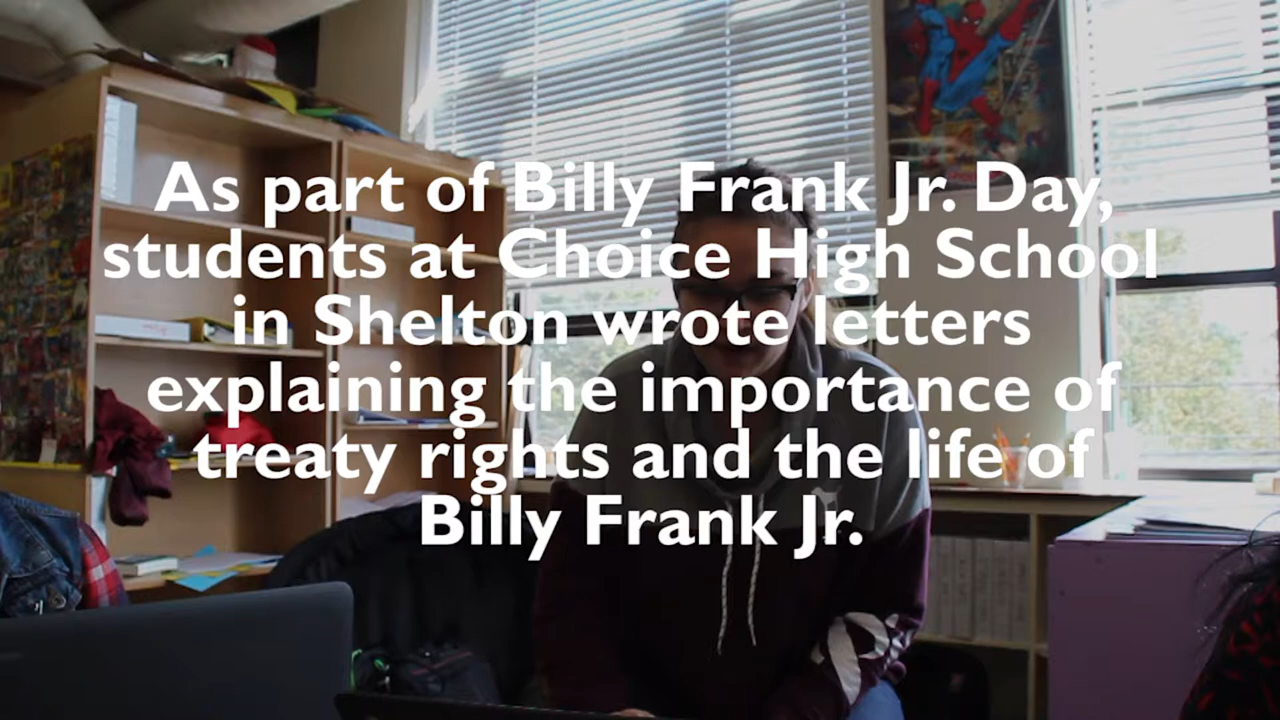 As part of Billy Frank Jr. Day,
students at Choice High School
in Shelton wrote letters
explaining the importance of
treaty rights and the life of
Billy Frank Jr.